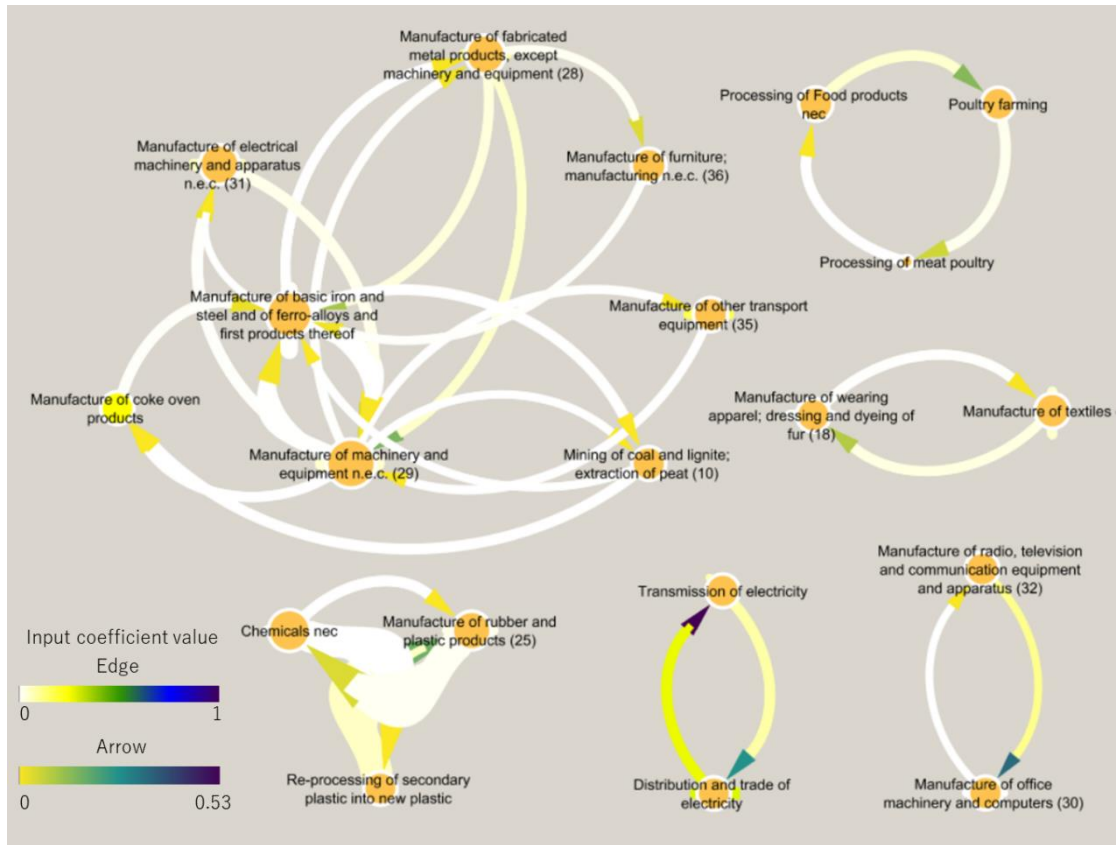 Manufacture of fabricated
metal products, except
machinery and equipment (28)
Processing of Food products
nec
Poultry farming
Manufacture of electrical
machinery and apparatus
n.e.c. (31)
Manufacture of furniture;
manufacturing n.e.c. (36)
Processing of meat poultry
Manufacture of basic iron and
steel and of ferro-alloys and
first products thereof
Manufacture of other transport
equipment (35)
Manufacture of coke oven
products
Manufacture of wearing
apparel; dressing and dyeing of
fur (18)
Manufacture of textiles
Manufacture of machinery and
equipment n.e.c. (29)
Mining of coal and lignite;
extraction of peat (10)
Manufacture of radio, television
and communication equipment
and apparatus (32)
Transmission of electricity
Chemicals nec
Manufacture of rubber and
plastic products (25)
Input coefficient value
Edge
0 1
Arrow
0 0.53
Re-processing of secondary
plastic into new plastic
Distribution and trade of
electricity
Manufacture of office
machinery and computers (30)